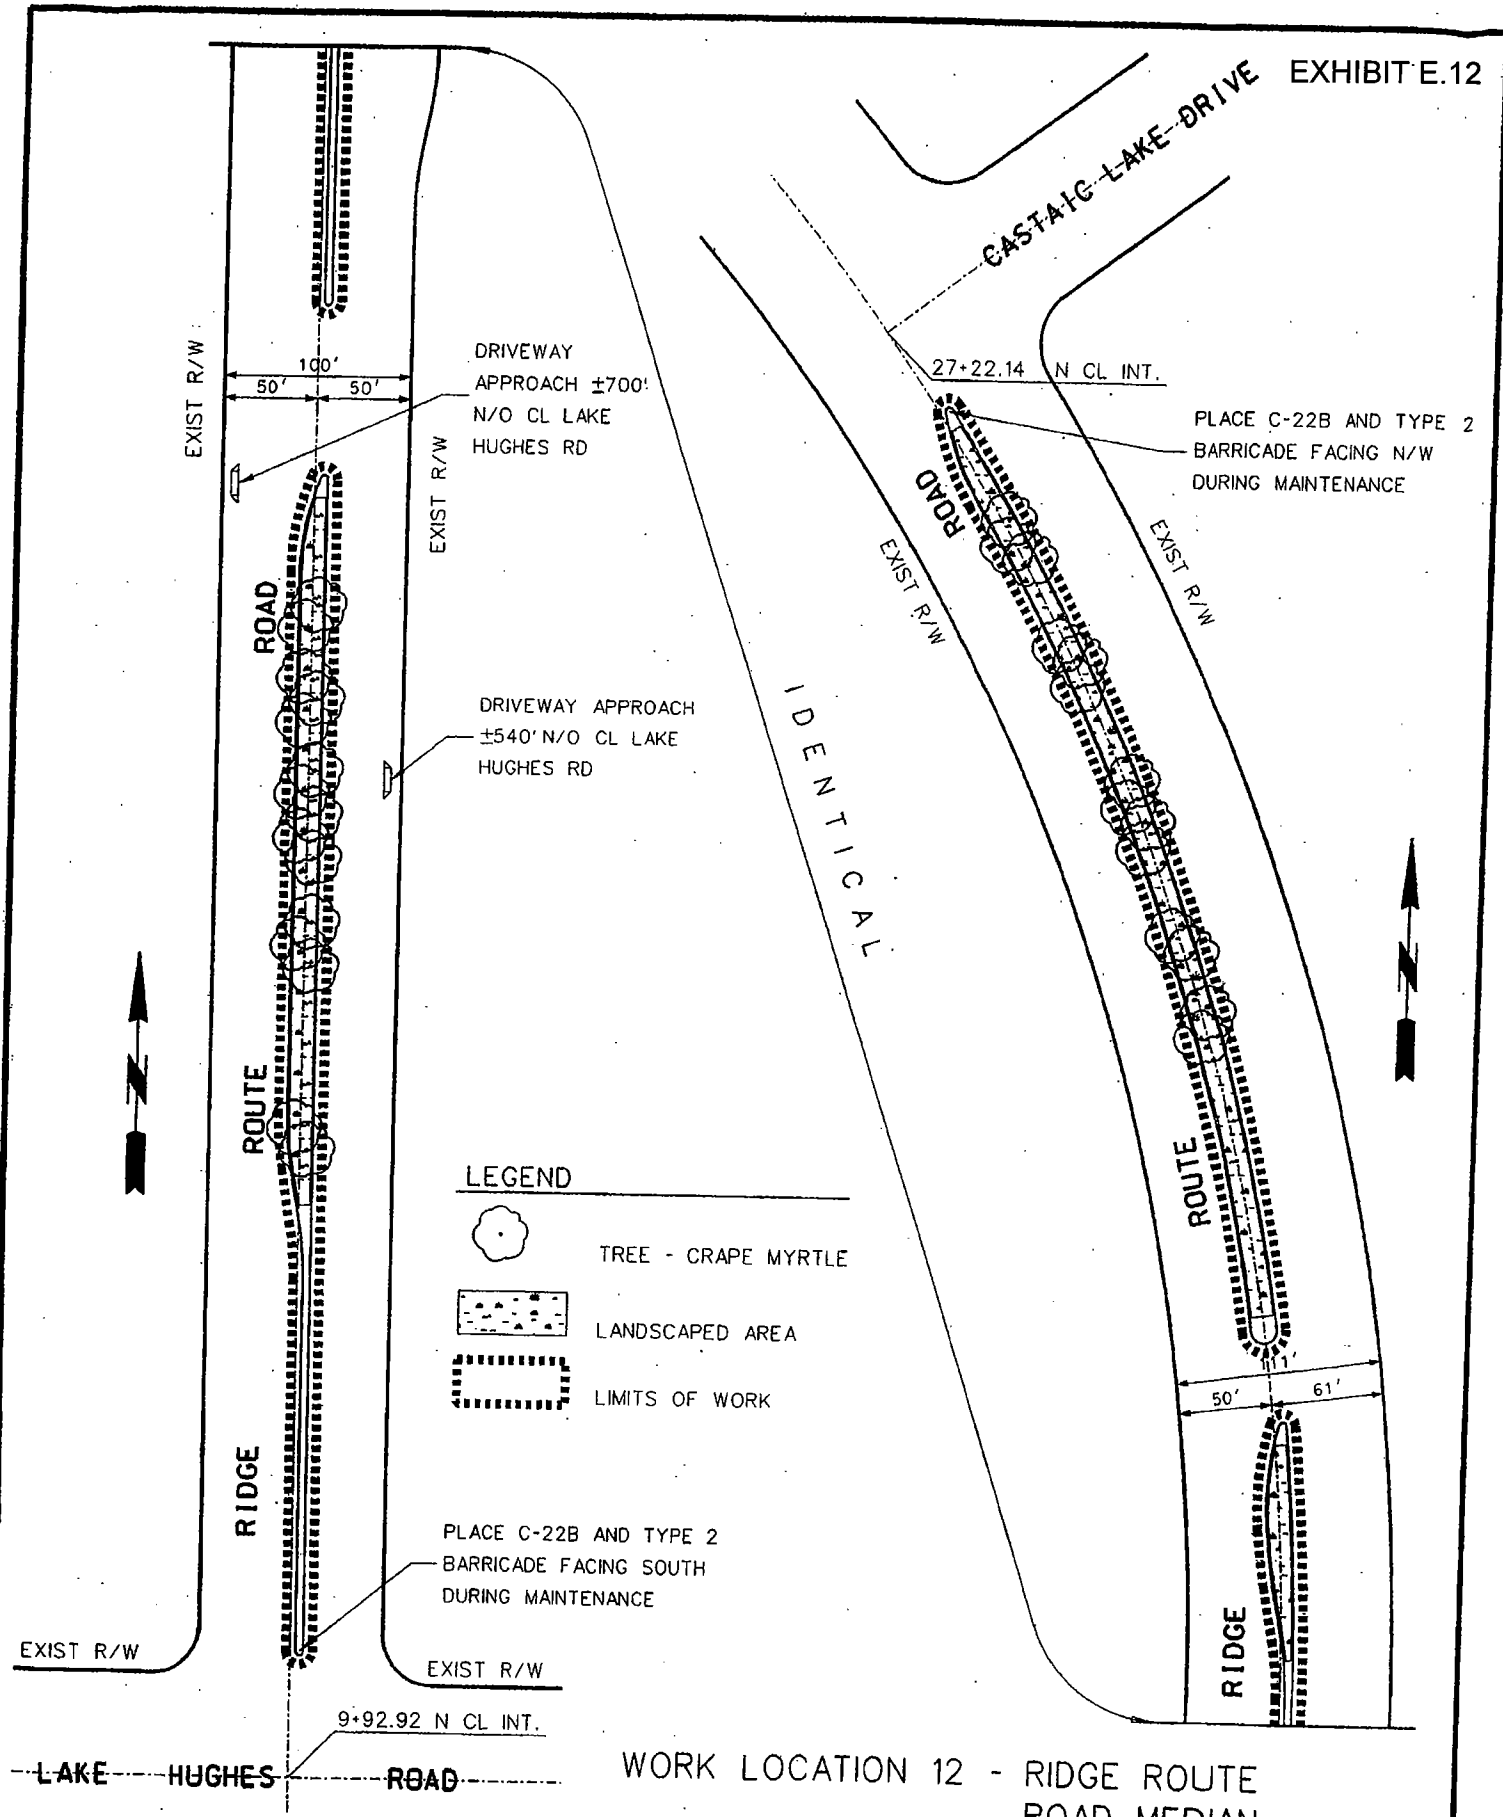 EXHIBIT E.12
CASTAIC LAKE DRIVE
EXIST R/W
100'
50' 50'
DRIVEWAY
APPROACH ±700'
N/O CL LAKE
HUGHES RD
EXIST R/W
27+22.14 N CL INT.
PLACE C-22B AND TYPE 2
BARRICADE FACING N/W
DURING MAINTENANCE
ROAD
EXIST R/W
EXIST R/W
ROAD
DRIVEWAY APPROACH
±540' N/O CL LAKE
HUGHES RD
IDENTICAL
N
N
ROUTE
ROUTE
LEGEND
TREE - CRAPE MYRTLE
LANDSCAPED AREA
LIMITS OF WORK
111'
50' 61'
RIDGE
RIDGE
PLACE C-22B AND TYPE 2
BARRICADE FACING SOUTH
DURING MAINTENANCE
EXIST R/W
EXIST R/W
9+92.92 N CL INT.
LAKE HUGHES ROAD
WORK LOCATION 12 - RIDGE ROUTE
ROAD MEDIAN